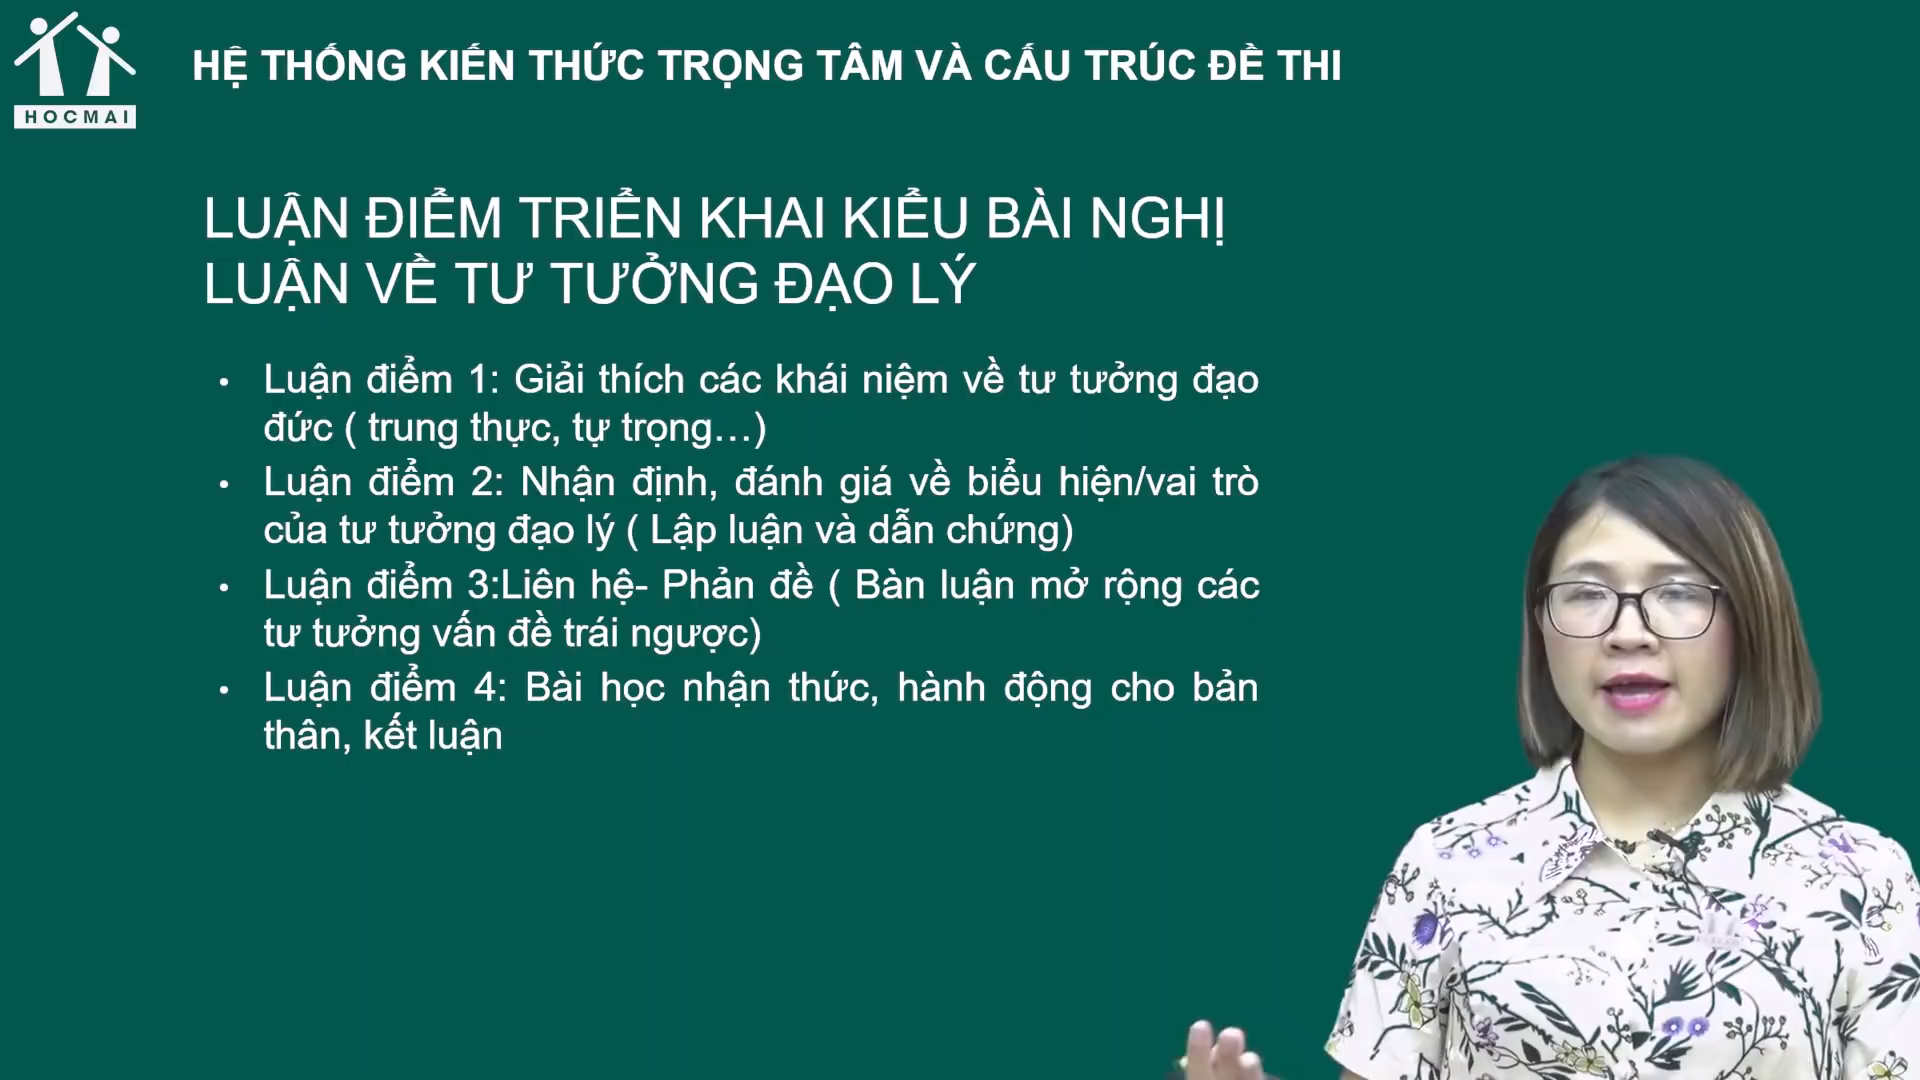 HOCMAI
HỆ THỐNG KIẾN THỨC TRỌNG TÂM VÀ CẤU TRÚC ĐỀ THI
LUẬN ĐIỂM TRIỂN KHAI KIỂU BÀI NGHỊ
LUẬN VỀ TƯ TƯỞNG ĐẠO LÝ
• Luận điểm 1: Giải thích các khái niệm về tư tưởng đạo
đức ( trung thực, tự trọng…)
• Luận điểm 2: Nhận định, đánh giá về biểu hiện/vai trò
của tư tưởng đạo lý ( Lập luận và dẫn chứng)
• Luận điểm 3:Liên hệ- Phản đề ( Bàn luận mở rộng các
tư tưởng vấn đề trái ngược)
• Luận điểm 4: Bài học nhận thức, hành động cho bản
thân, kết luận